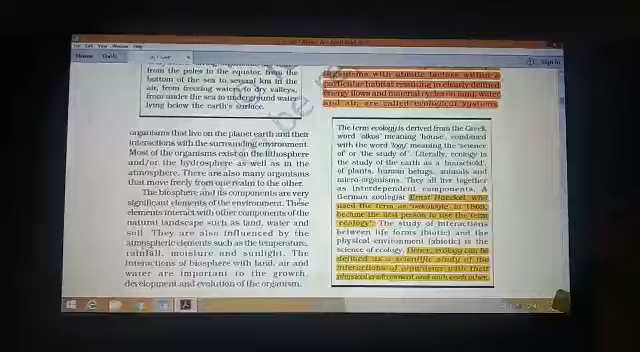 Sign In
from the poles to the equator, from the
bottom of the sea to several km in the
air, from freezing waters to dry valleys,
from under the sea to underground water
lying below the earth's surface.
organisms that live on the planet earth and their
interactions with the surrounding environment.
Most of the organisms exist on the lithosphere
and/or the hydrosphere as well as in the
atmosphere. There are also many organisms
that move freely from one realm to the other.
The biosphere and its components are very
significant elements of the environment. These
elements interact with other components of the
natural landscape such as land, water and
soil. They are also influenced by the
atmospheric elements such as the temperature,
rainfall, moisture and sunlight. The
interactions of biosphere with land, air and
water are important to the growth,
development and evolution of the organism.
organisms with abiotic factors within a
particular habitat resulting in clearly defined
energy flows and material cycles on land, water
and air, are called ecological systems.
The term ecology is derived from the Greek
word 'oikos' meaning 'house', combined
with the word 'logy' meaning the 'science
of' or 'the study of'. Literally, ecology is
the study of the earth as a 'household',
of plants, human beings, animals and
micro-organisms. They all live together
as interdependent components. A
German zoologist Ernst Haeckel, who
used the term as 'oekologie' in 1869,
became the first person to use the term
'ecology'. The study of interactions
between life forms (biotic) and the
physical environment (abiotic) is the
science of ecology. Hence, ecology can be
defined as a scientific study of the
interactions of organisms with their
physical environment and with each other.